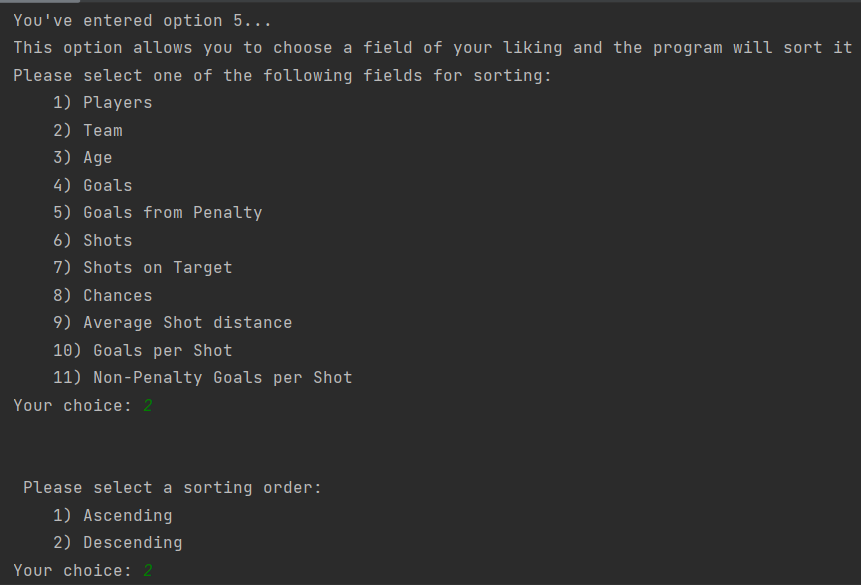 You've entered option 5...
This option allows you to choose a field of your liking and the program will sort it
Please select one of the following fields for sorting:
1) Players
2) Team
3) Age
4) Goals
5) Goals from Penalty
6) Shots
7) Shots on Target
8) Chances
9) Average Shot distance
10) Goals per Shot
11) Non-Penalty Goals per Shot
Your choice: 2
Please select a sorting order:
1) Ascending
2) Descending
Your choice: 2